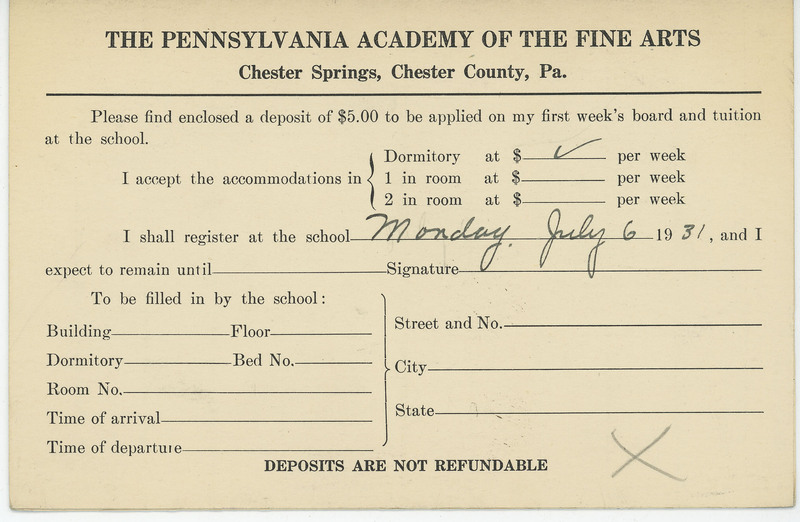 THE PENNSYLVANIA ACADEMY OF THE FINE ARTS
Chester Springs, Chester County, Pa.
Please find enclosed a deposit of $5.00 to be applied on my first week's board and tuition
at the school.
Dormitory at $ ✓ per week
I accept the accommodations in { 1 in room at $ per week
2 in room at $ per week
I shall register at the school Monday, July 6 1931, and I
expect to remain until Signature
To be filled in by the school:
Building Floor
Dormitory Bed No.
Room No.
Time of arrival
Time of departure
Street and No.
City
State
DEPOSITS ARE NOT REFUNDABLE
X